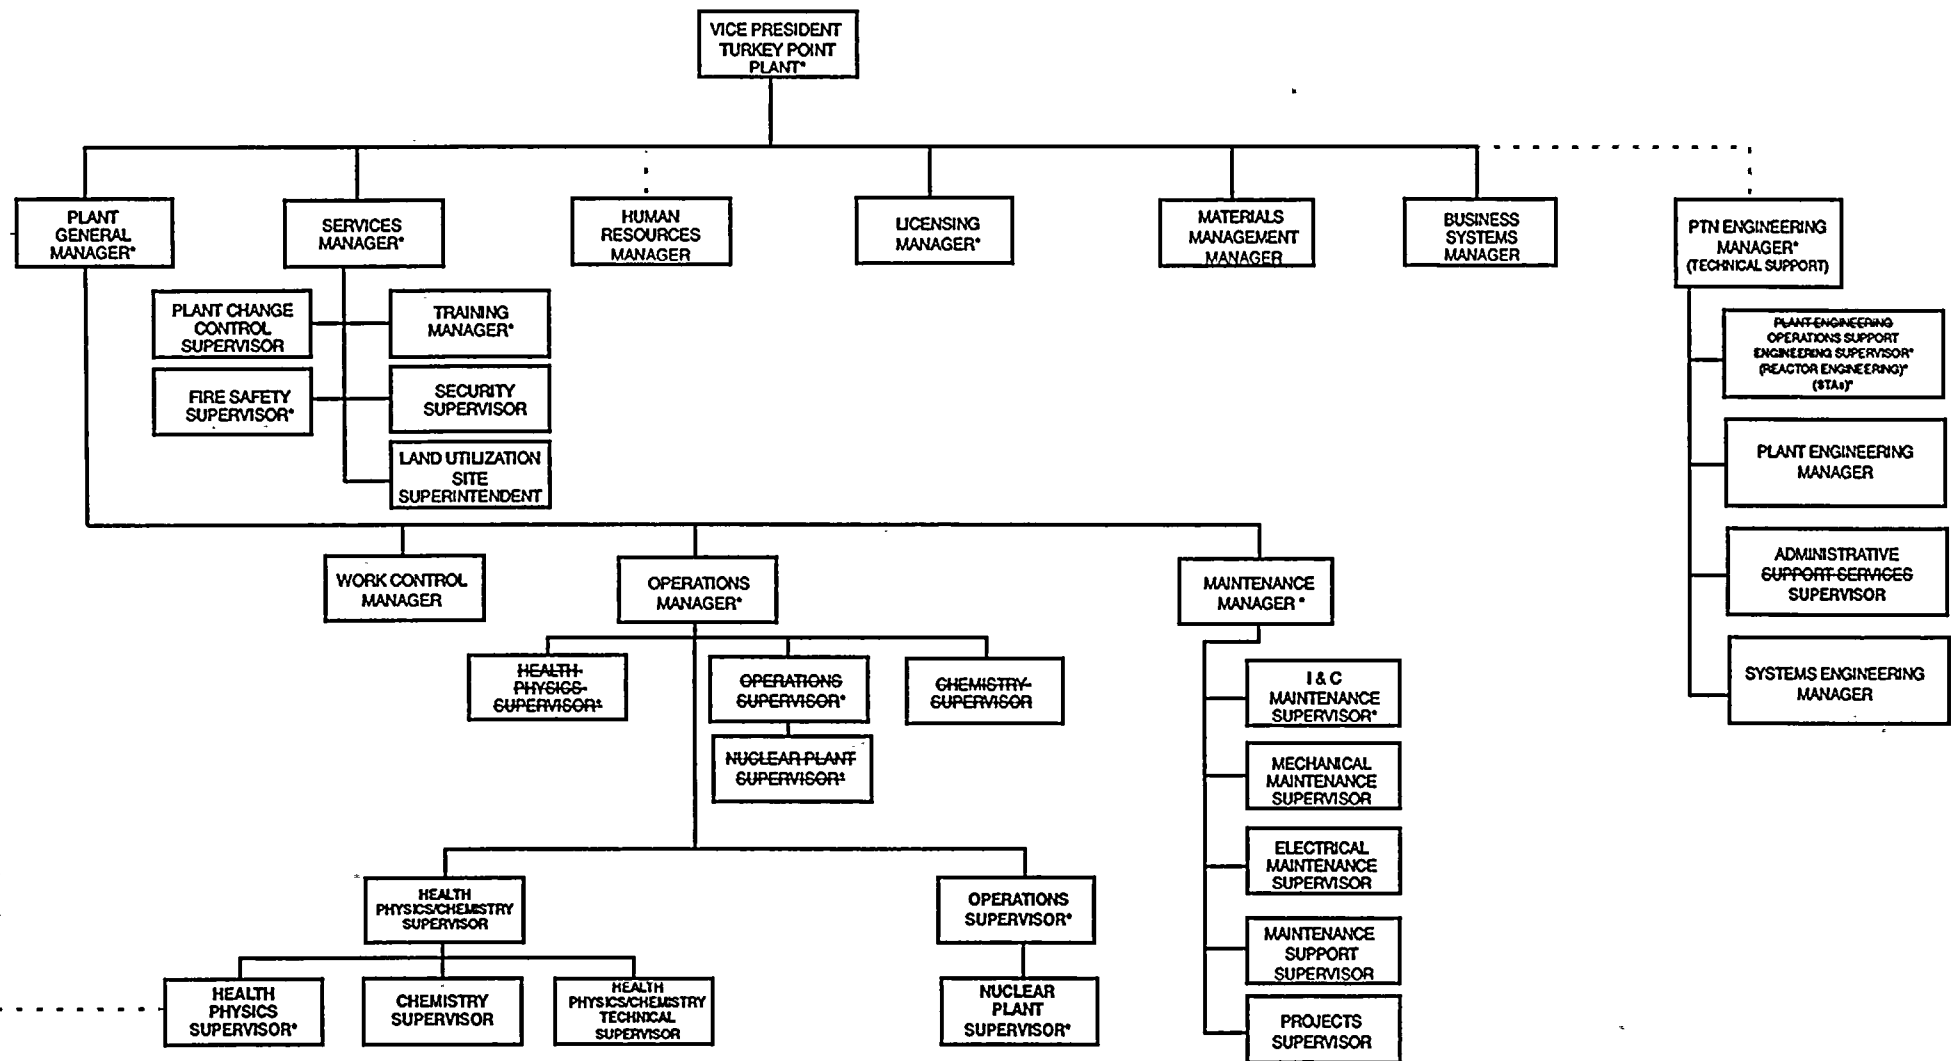 VICE PRESIDENT
TURKEY POINT
PLANT*
PLANT
GENERAL
MANAGER*
SERVICES
MANAGER*
HUMAN
RESOURCES
MANAGER
LICENSING
MANAGER*
MATERIALS
MANAGEMENT
MANAGER
BUSINESS
SYSTEMS
MANAGER
PTN ENGINEERING
MANAGER*
(TECHNICAL SUPPORT)
PLANT CHANGE
CONTROL
SUPERVISOR
TRAINING
MANAGER*
FIRE SAFETY
SUPERVISOR*
SECURITY
SUPERVISOR
LAND UTILIZATION
SITE
SUPERINTENDENT
PLANT ENGINEERING
OPERATIONS SUPPORT
ENGINEERING SUPERVISOR*
(REACTOR ENGINEERING)*
(STAs)*
PLANT ENGINEERING
MANAGER
ADMINISTRATIVE
SUPPORT SERVICES
SUPERVISOR
SYSTEMS ENGINEERING
MANAGER
WORK CONTROL
MANAGER
OPERATIONS
MANAGER*
MAINTENANCE
MANAGER *
HEALTH
PHYSICS
SUPERVISOR*
OPERATIONS
SUPERVISOR*
CHEMISTRY
SUPERVISOR
NUCLEAR PLANT
SUPERVISOR*
I & C
MAINTENANCE
SUPERVISOR*
MECHANICAL
MAINTENANCE
SUPERVISOR
ELECTRICAL
MAINTENANCE
SUPERVISOR
MAINTENANCE
SUPPORT
SUPERVISOR
PROJECTS
SUPERVISOR
HEALTH
PHYSICS/CHEMISTRY
SUPERVISOR
OPERATIONS
SUPERVISOR*
HEALTH
PHYSICS
SUPERVISOR*
CHEMISTRY
SUPERVISOR
HEALTH
PHYSICS/CHEMISTRY
TECHNICAL
SUPERVISOR
NUCLEAR
PLANT
SUPERVISOR*